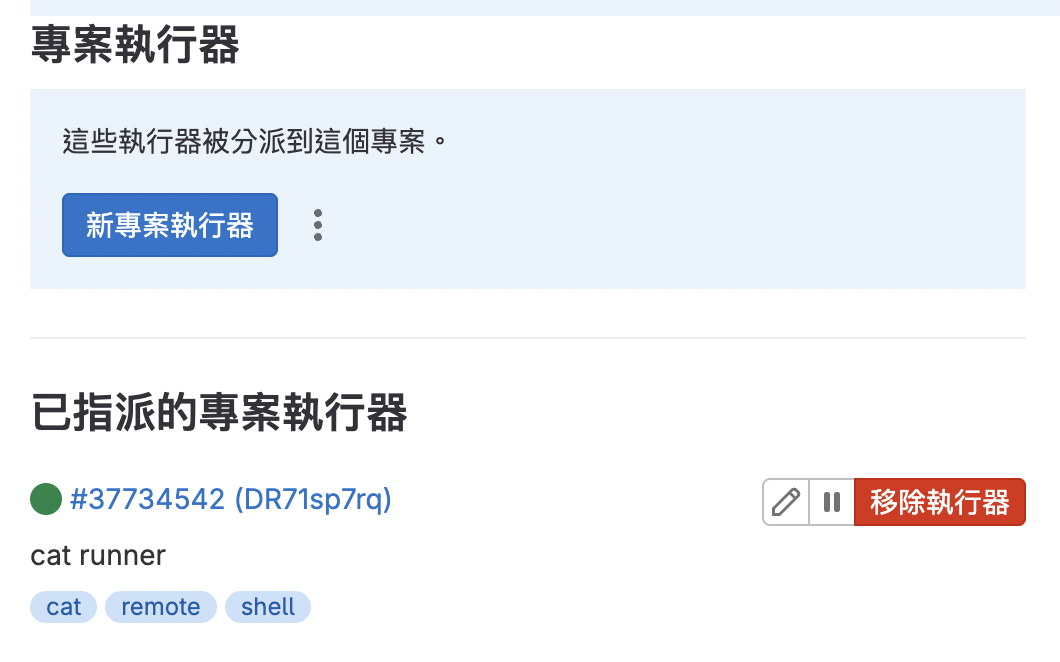 專案執行器
這些執行器被分派到這個專案。
新專案執行器
已指派的專案執行器
#37734542 (DR71sp7rq)
移除執行器
cat runner
cat remote shell